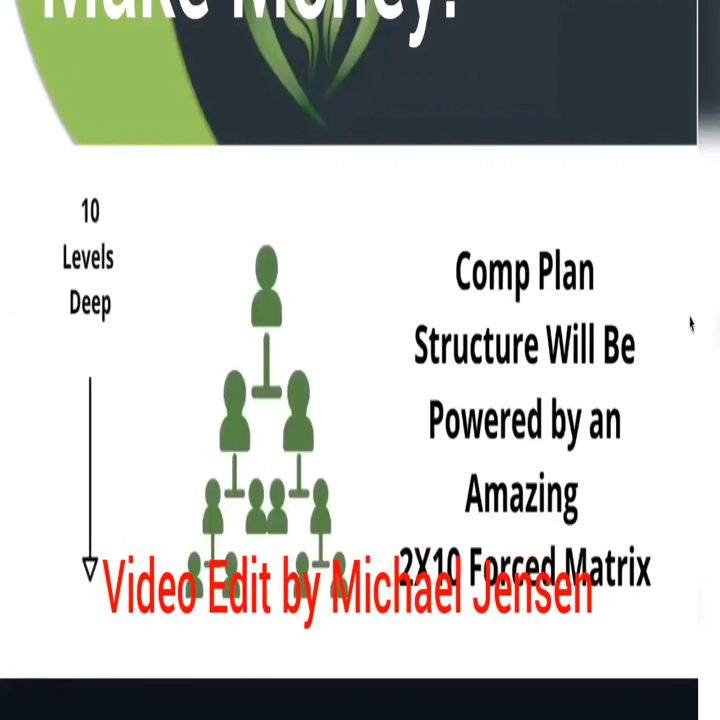 Make Money?
10
Levels
Deep
Comp Plan
Structure Will Be
Powered by an
Amazing
2X10 Forced Matrix
Video Edit by Michael Jensen